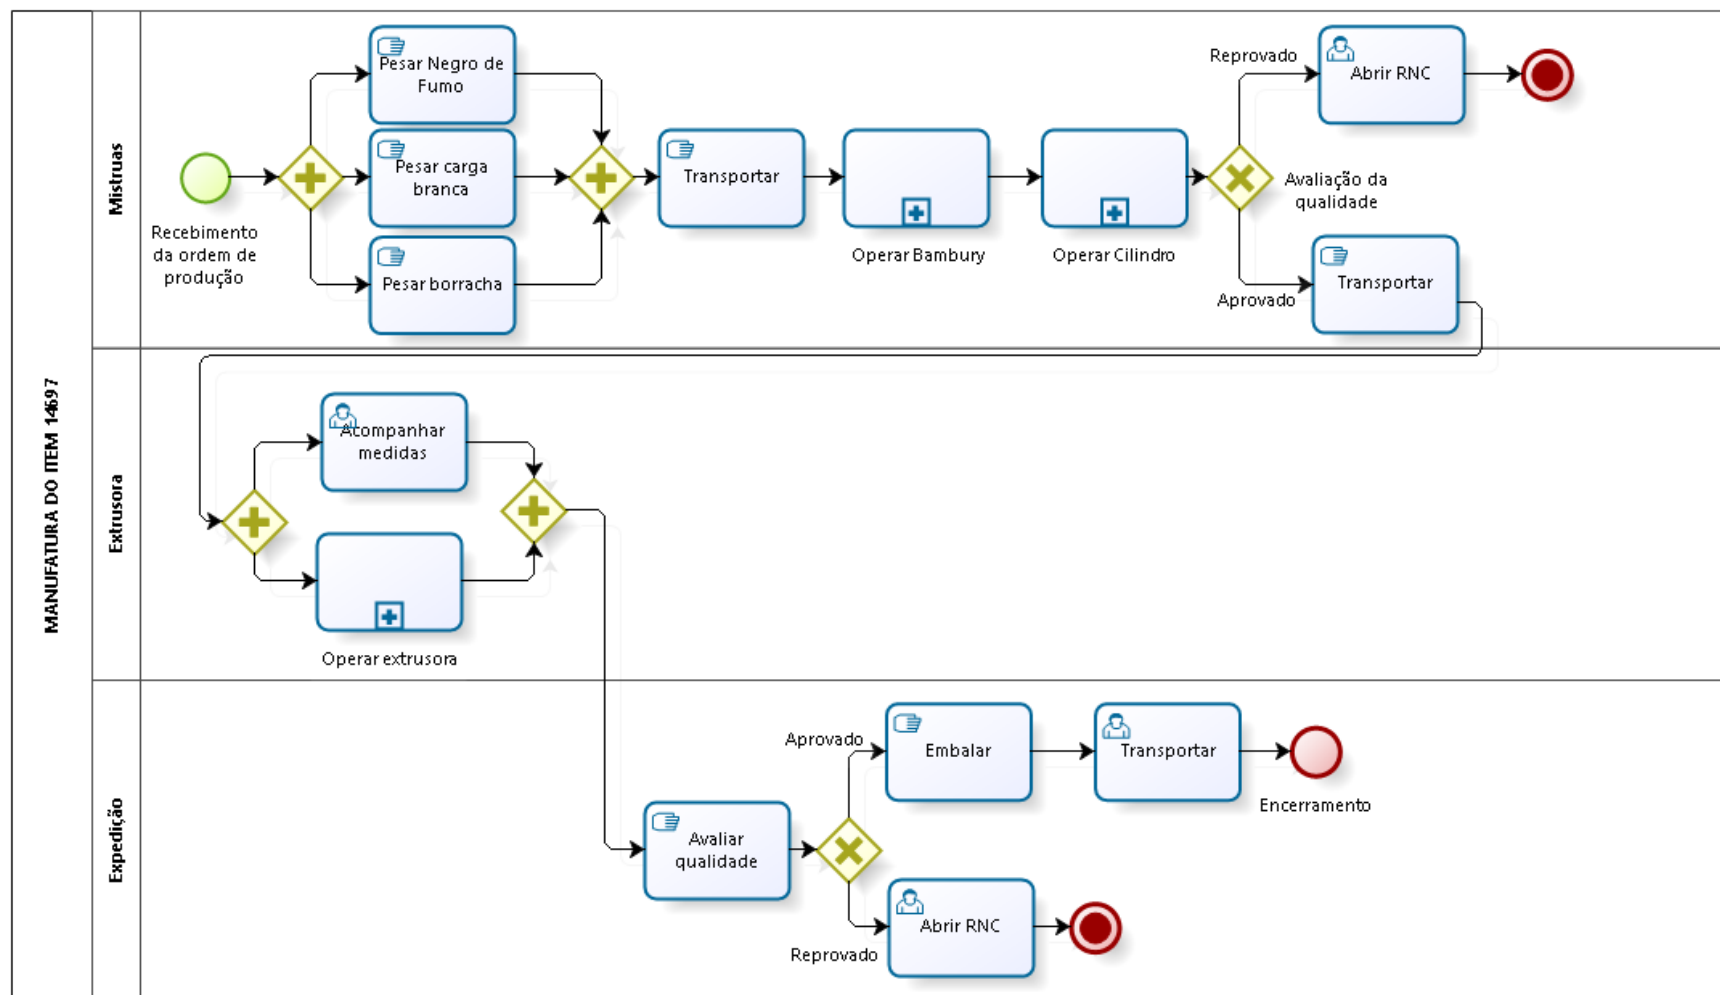 MANUFATURA DO ITEM 14697
Mistruas
Recebimento
da ordem de
produção
Pesar Negro de
Fumo
Pesar carga
branca
Pesar borracha
Transportar
Operar Bambury
Operar Cilindro
Avaliação da
qualidade
Reprovado
Abrir RNC
Aprovado
Transportar
Extrusora
Acompanhar
medidas
Operar extrusora
Expedição
Avaliar
qualidade
Aprovado
Embalar
Transportar
Encerramento
Reprovado
Abrir RNC